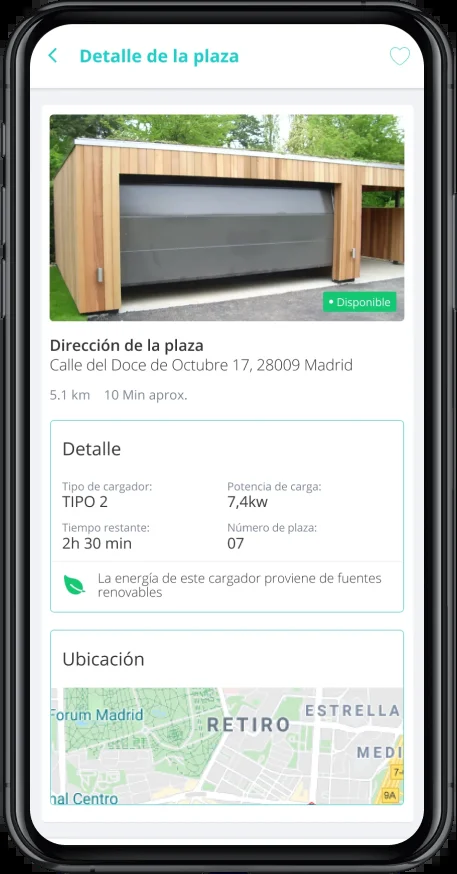 Detalle de la plaza
• Disponible
Dirección de la plaza
Calle del Doce de Octubre 17, 28009 Madrid
5.1 km 10 Min aprox.
Detalle
Tipo de cargador: Potencia de carga:
TIPO 2 7,4kw
Tiempo restante: Número de plaza:
2h 30 min 07
La energía de este cargador proviene de fuentes
renovables
Ubicación
Forum Madrid
ESTRELLA
RETIRO
MEDI
7-
9A
nal Centro